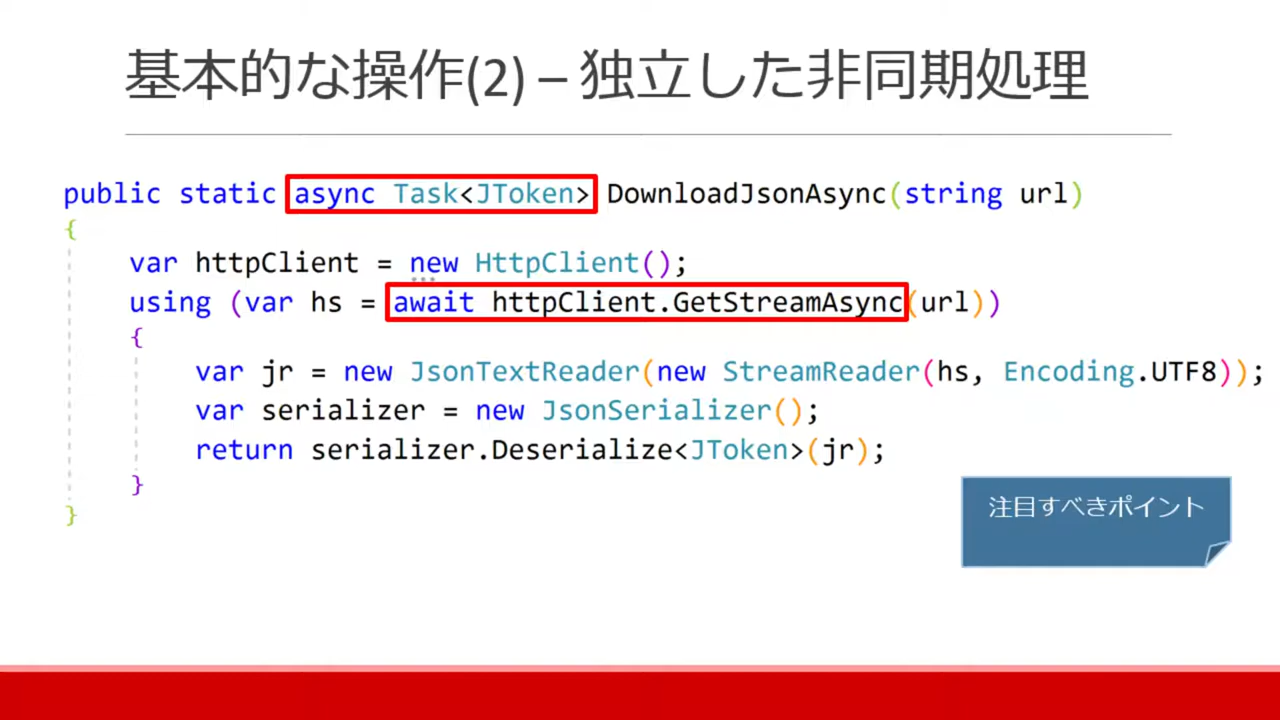 基本的な操作(2) – 独立した非同期処理
public static async Task<JToken> DownloadJsonAsync(string url)
{
var httpClient = new HttpClient();
using (var hs = await httpClient.GetStreamAsync(url))
{
var jr = new JsonTextReader(new StreamReader(hs, Encoding.UTF8));
var serializer = new JsonSerializer();
return serializer.Deserialize<JToken>(jr);
}
}
注目すべきポイント